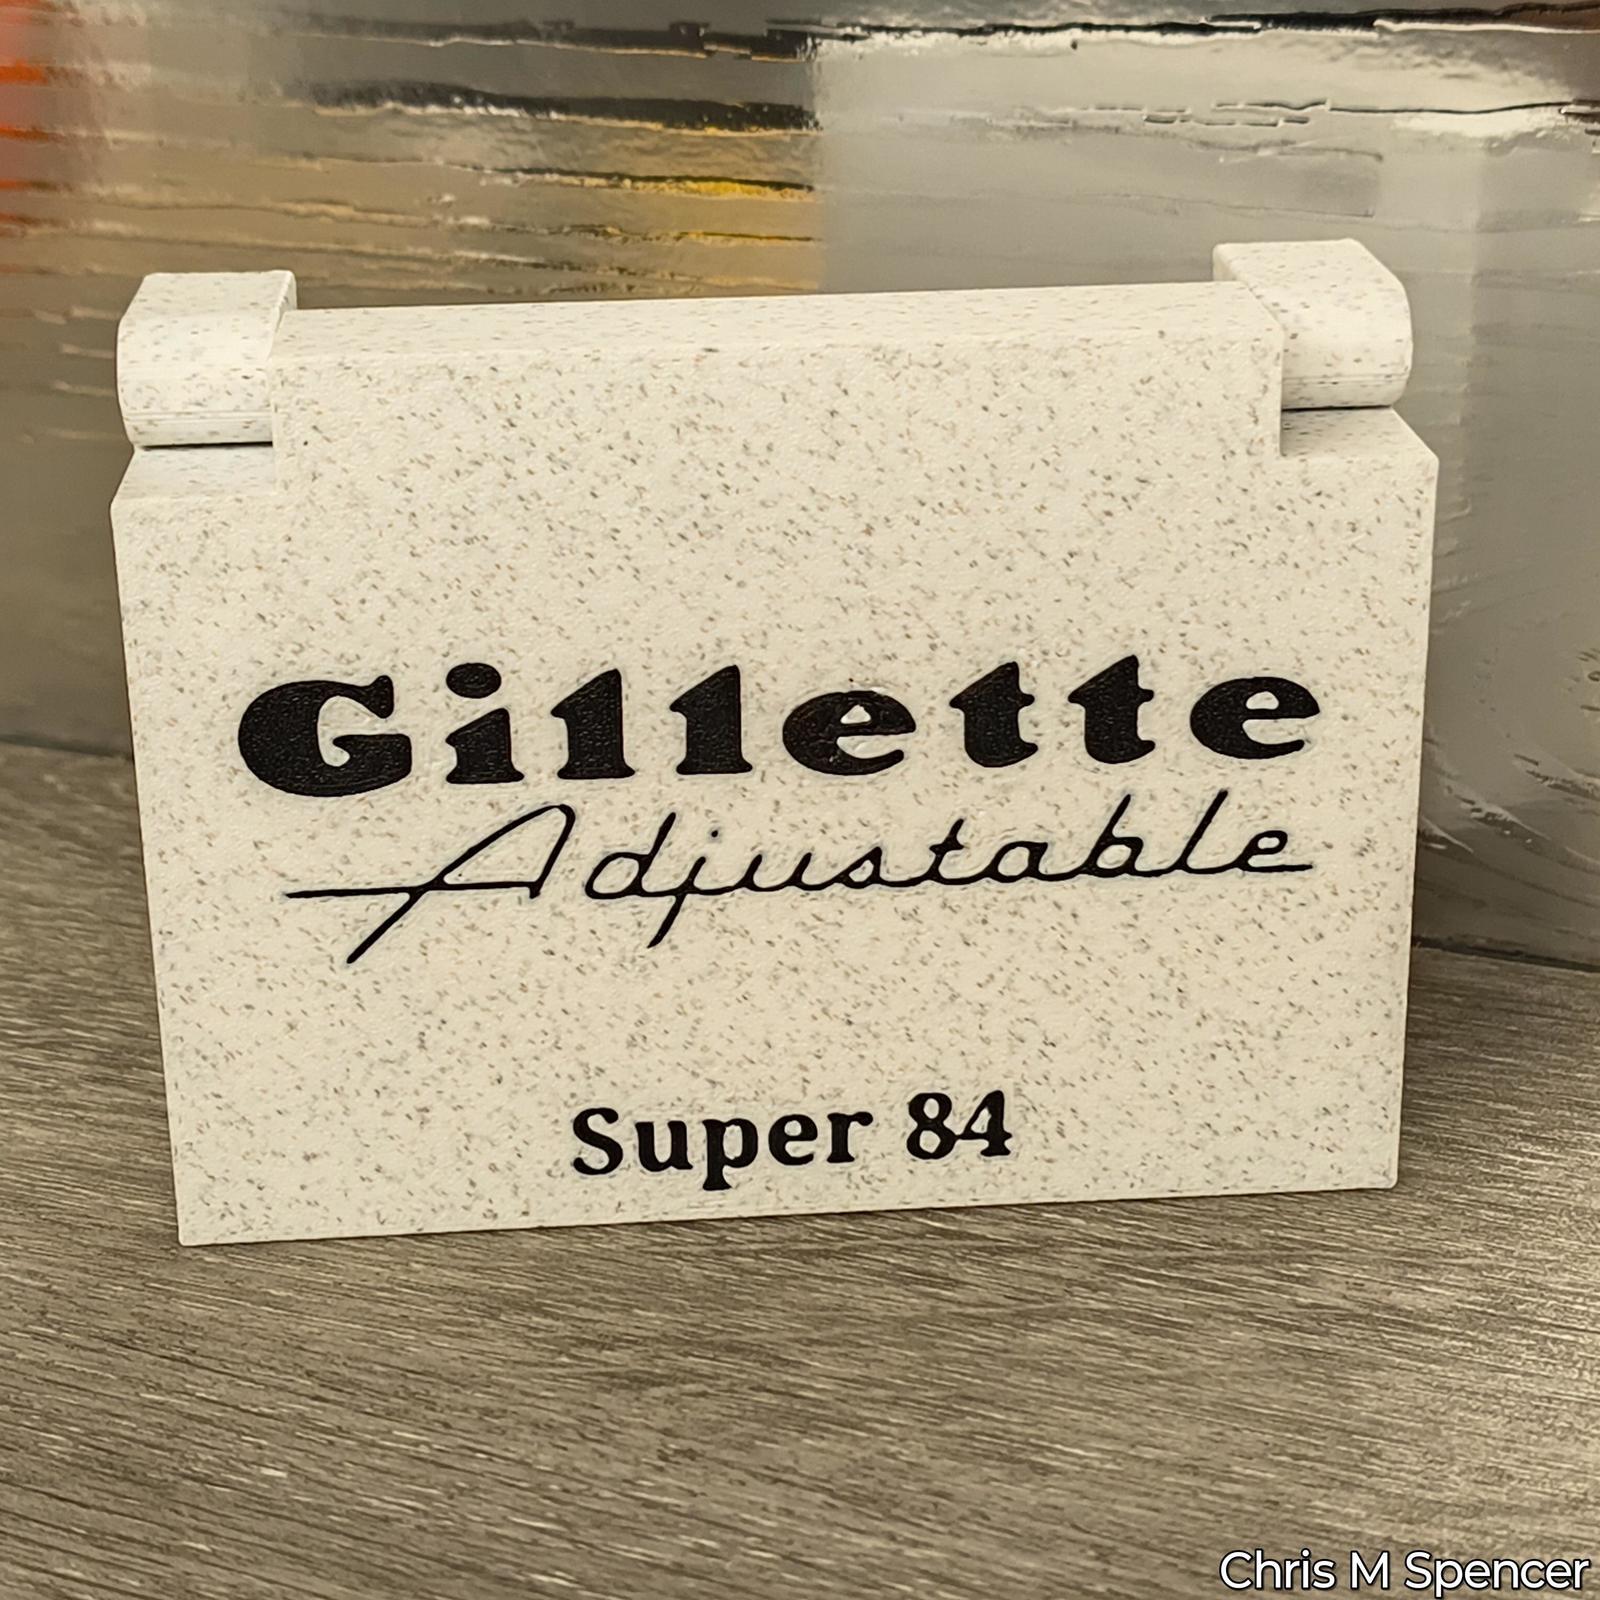 Gillette
Adjustable
Super 84
Chris M Spencer